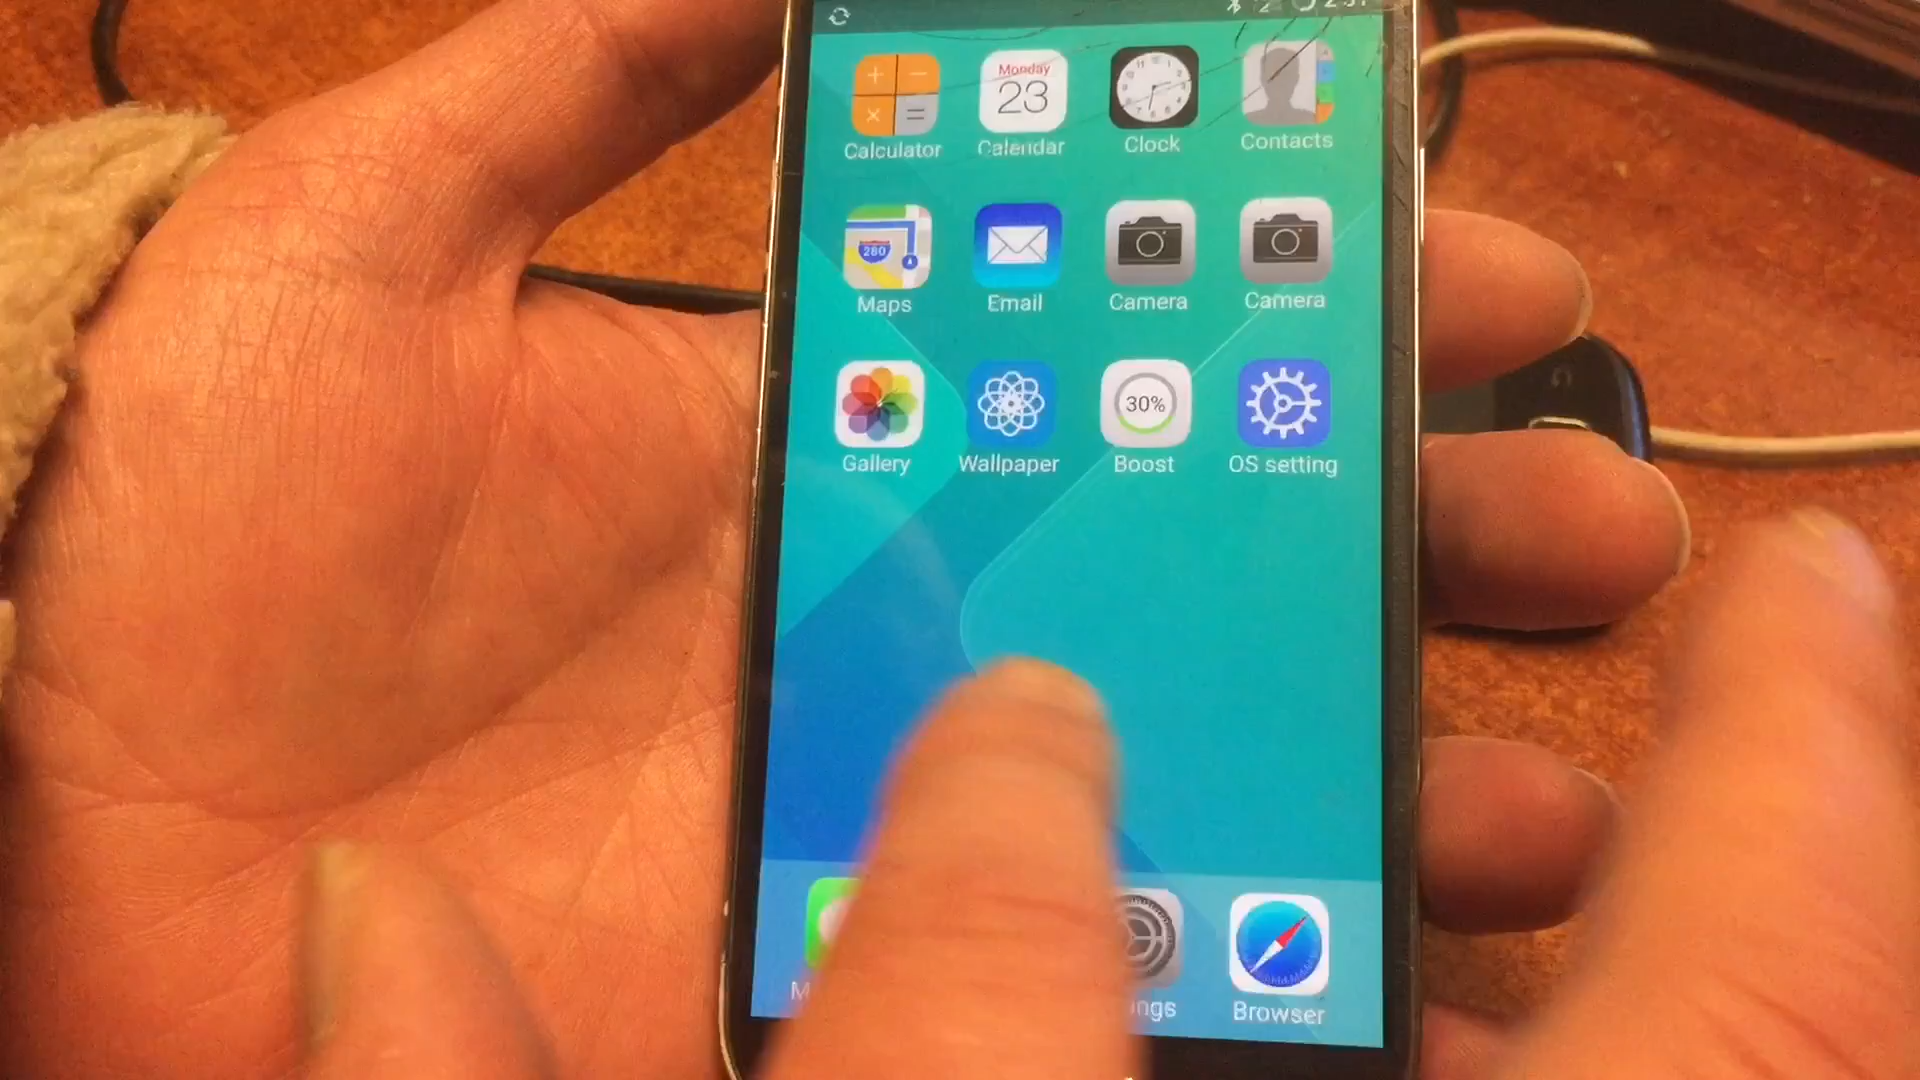 Monday
23
Calculator
Calendar
Clock
Contacts
280
Maps
Email
Camera
Camera
30%
Gallery
Wallpaper
Boost
OS setting
Browser